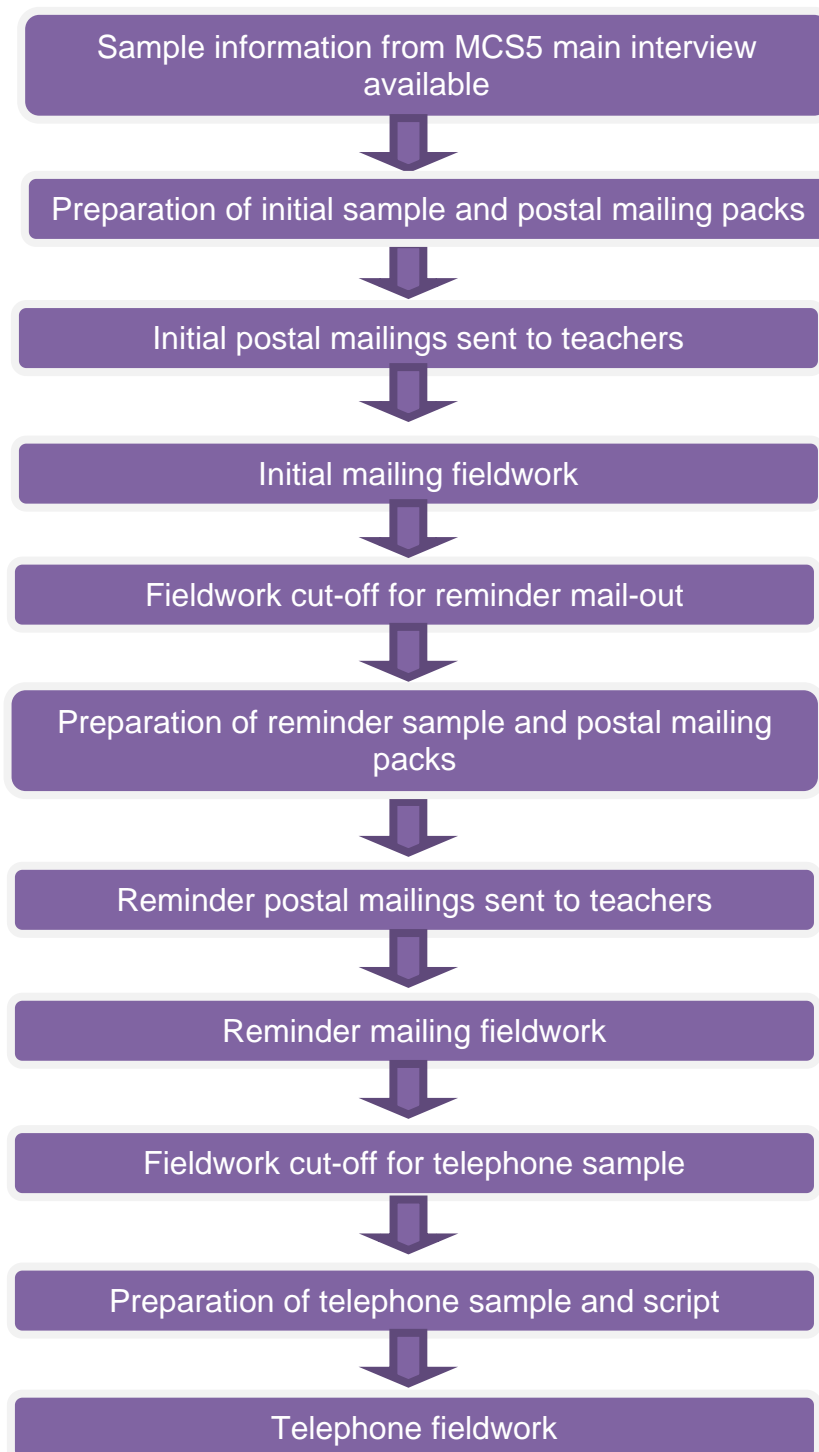 Sample information from MCS5 main interview
available
Preparation of initial sample and postal mailing packs
Initial postal mailings sent to teachers
Initial mailing fieldwork
Fieldwork cut-off for reminder mail-out
Preparation of reminder sample and postal mailing
packs
Reminder postal mailings sent to teachers
Reminder mailing fieldwork
Fieldwork cut-off for telephone sample
Preparation of telephone sample and script
Telephone fieldwork